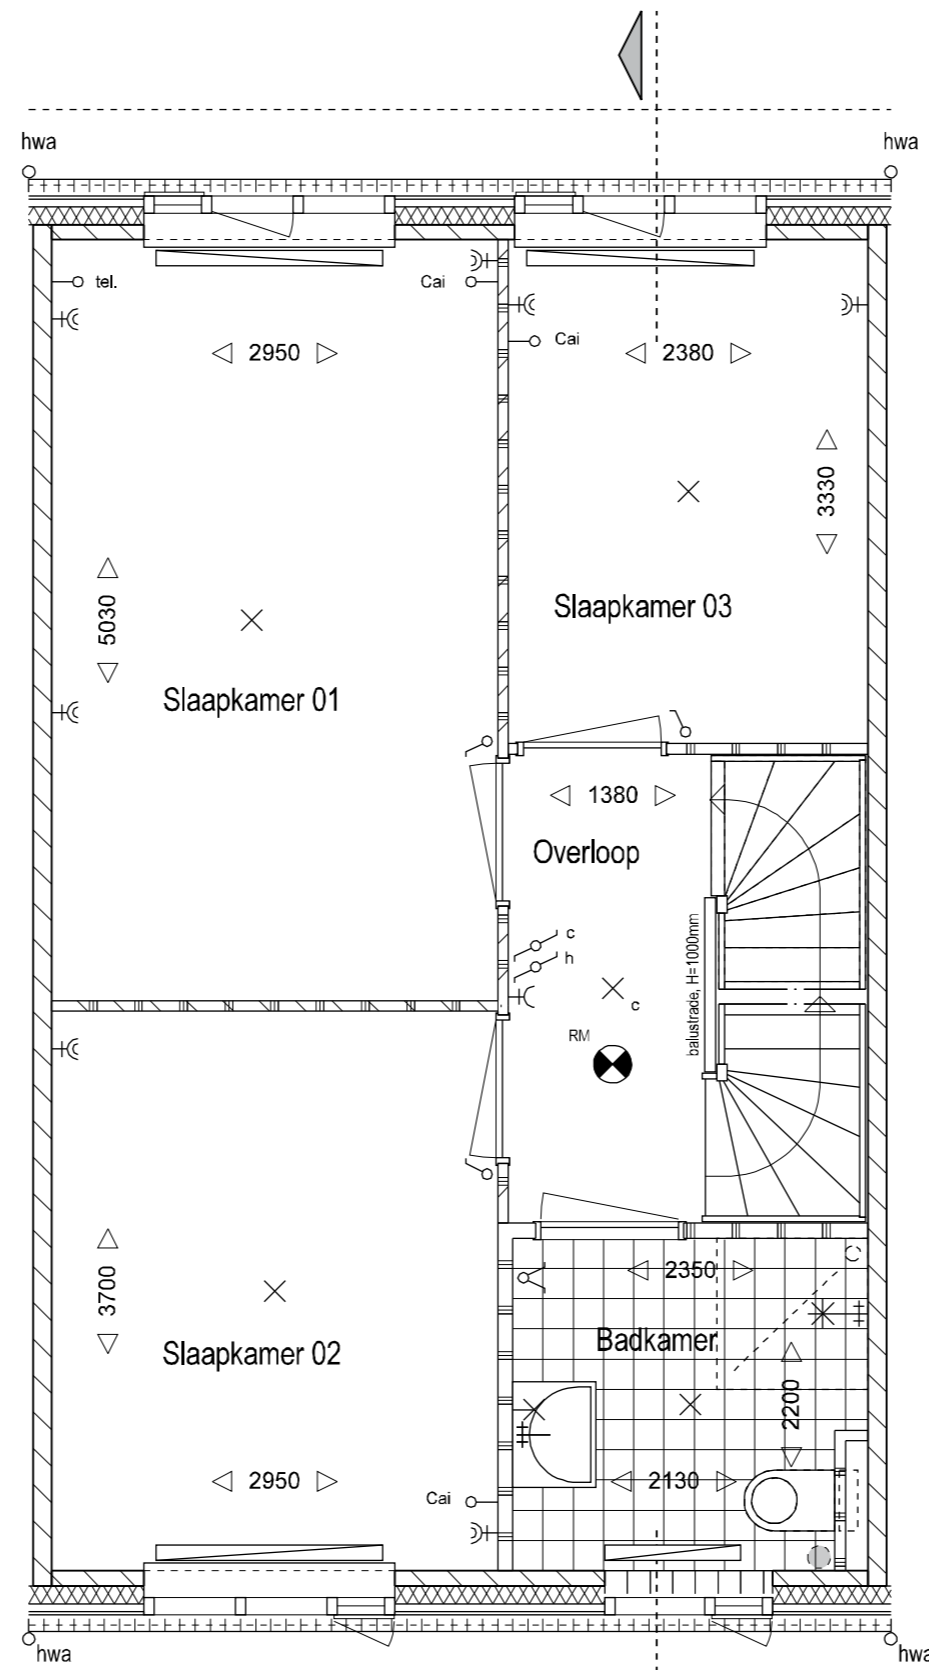 hwa
hwa
tel.
Cai
Cai
2950
2380
3330
5030
Slaapkamer 03
Slaapkamer 01
1380
Overloop
c
h
c
RM
balustrade, H=1000mm
3700
2350
Slaapkamer 02
Badkamer
2200
2950
2130
Cai
hwa
hwa